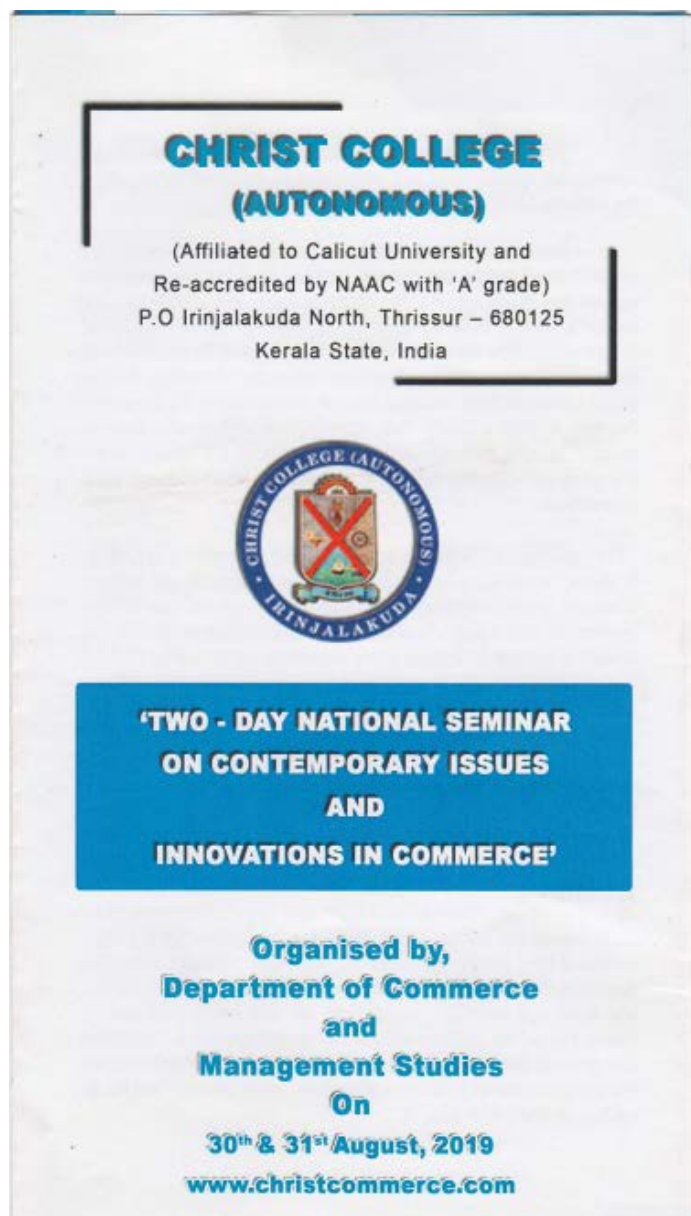 CHRIST COLLEGE
(AUTONOMOUS)
(Affiliated to Calicut University and
Re-accredited by NAAC with 'A' grade)
P.O Irinjalakuda North, Thrissur – 680125
Kerala State, India
CHRIST COLLEGE (AUTONOMOUS)
IRINJALAKUDA
‘TWO - DAY NATIONAL SEMINAR
ON CONTEMPORARY ISSUES
AND
INNOVATIONS IN COMMERCE’
Organised by,
Department of Commerce
and
Management Studies
On
30th & 31st August, 2019
www.christcommerce.com